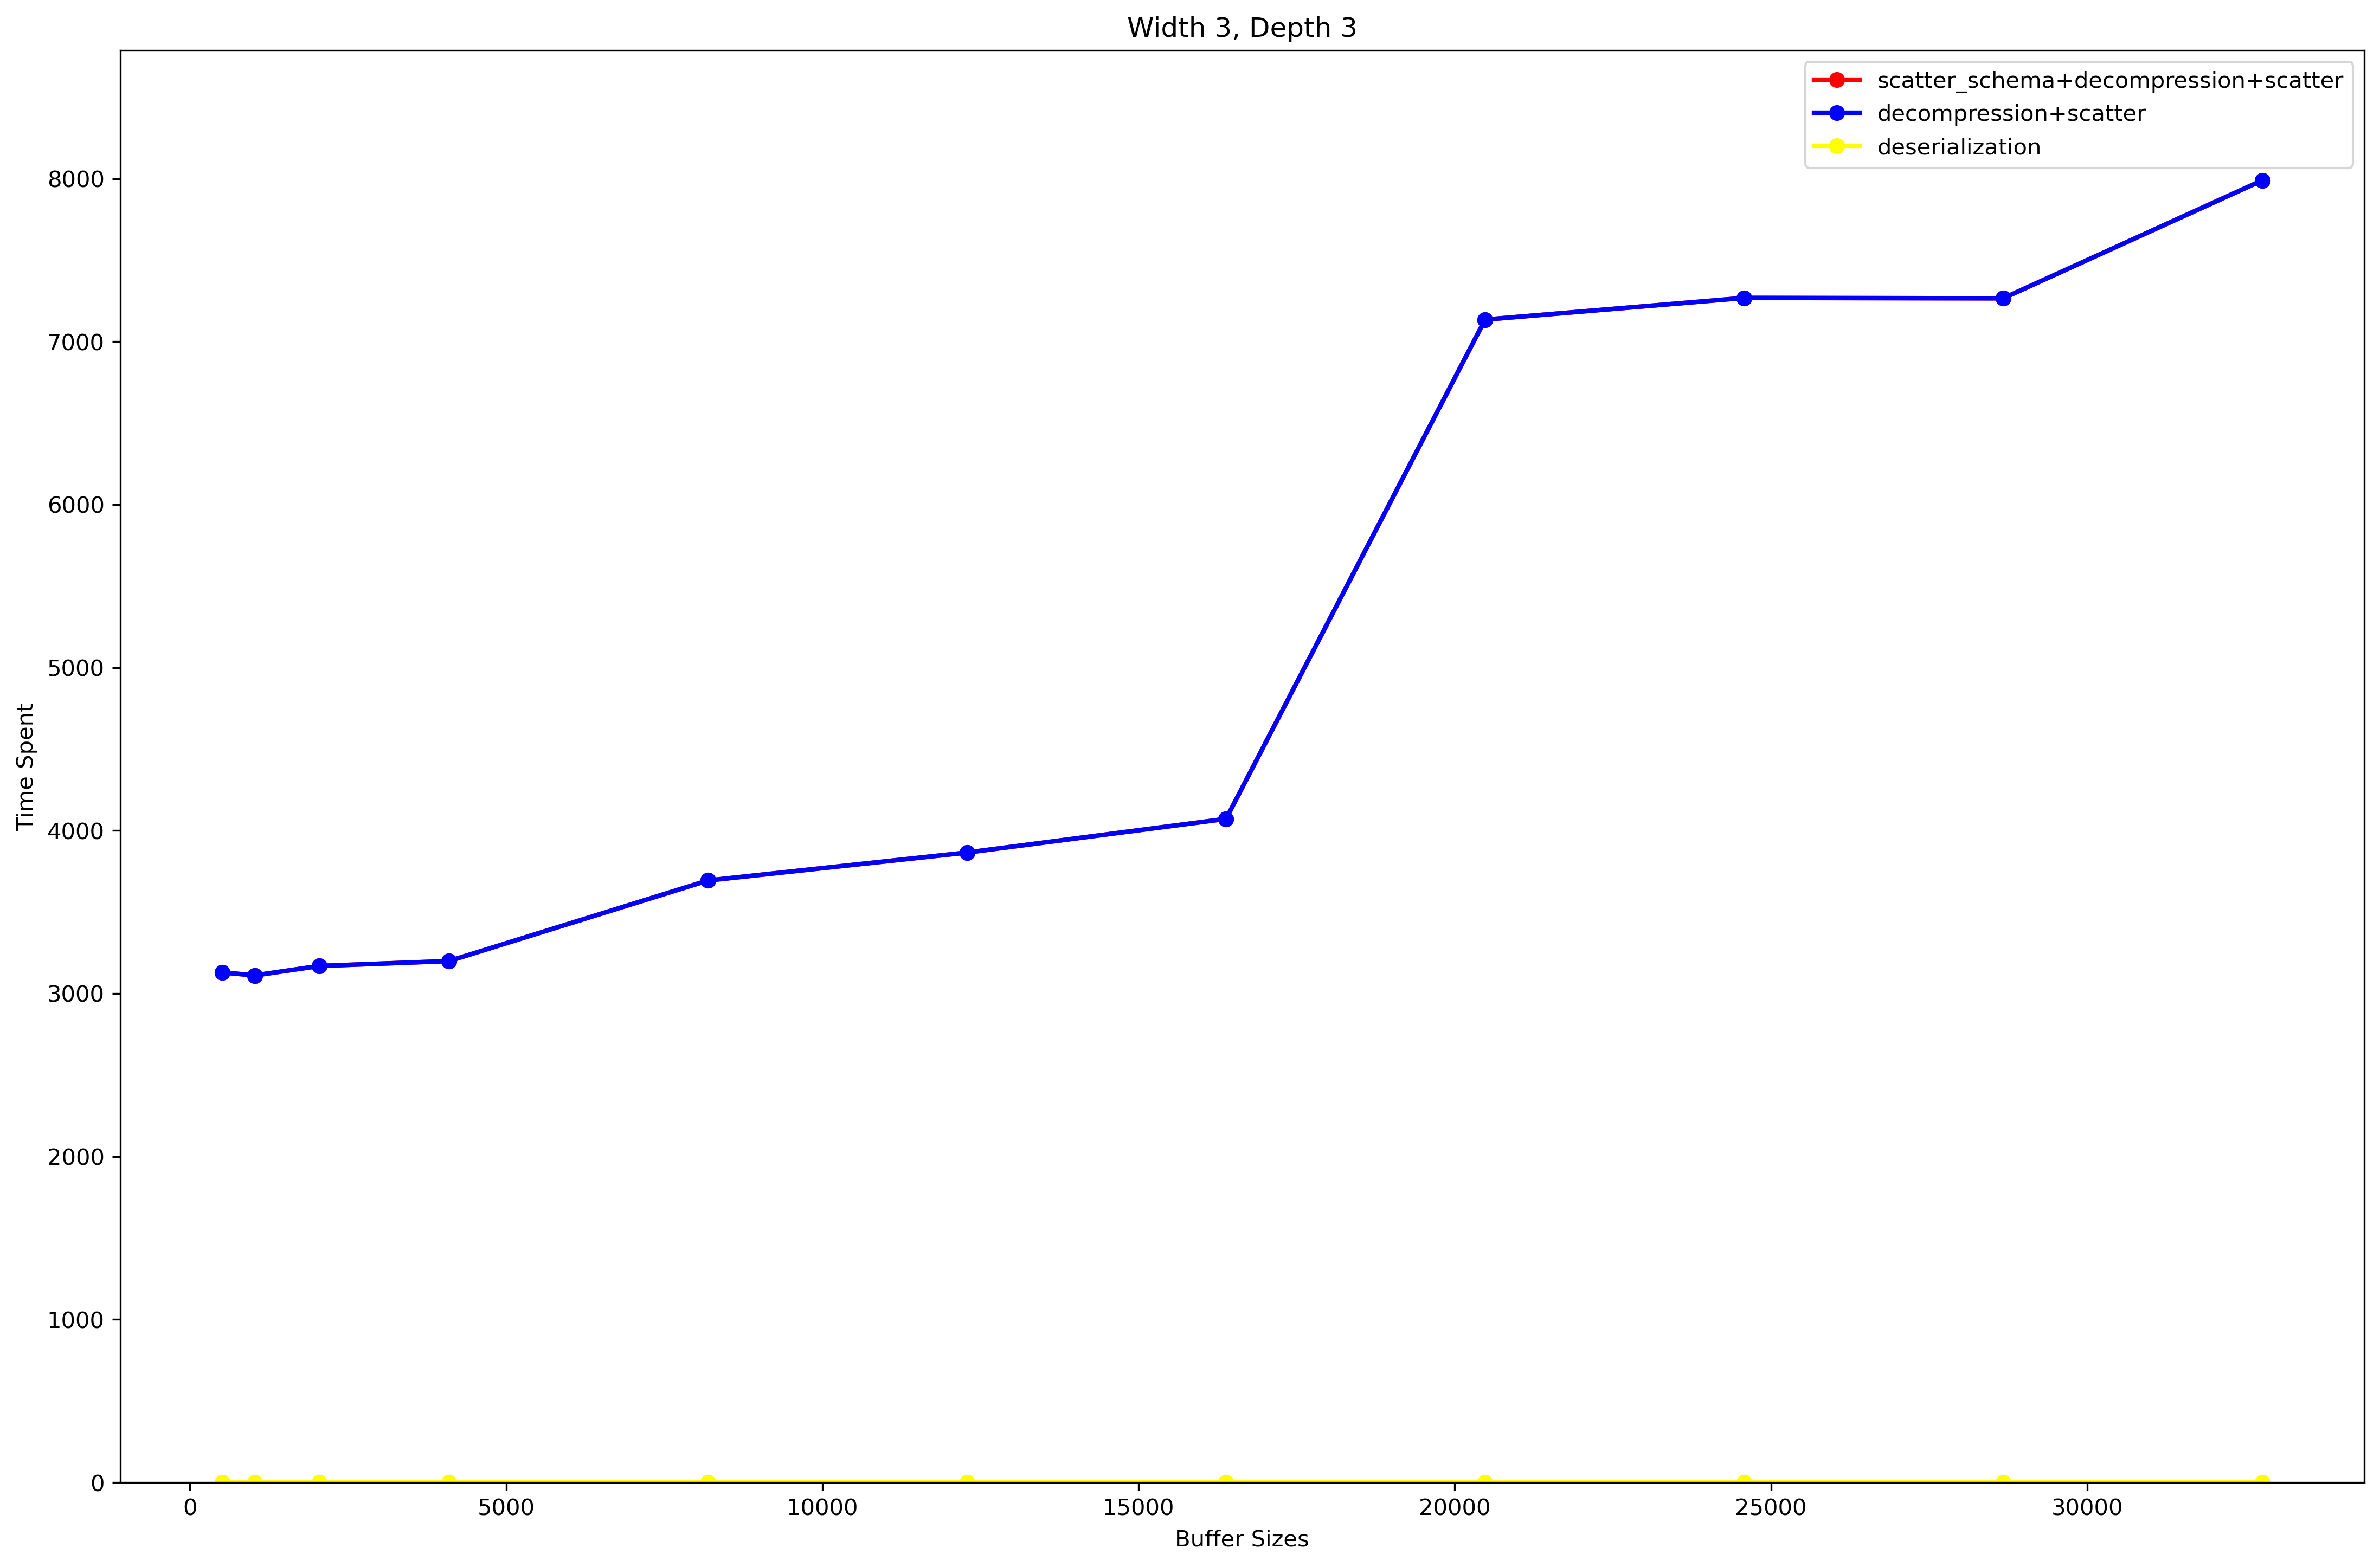 Width 3, Depth 3
scatter_schema+decompression+scatter
decompression+scatter
deserialization
8000
7000
6000
5000
4000
3000
2000
1000
0
Time Spent
0 5000 10000 15000 20000 25000 30000
Buffer Sizes